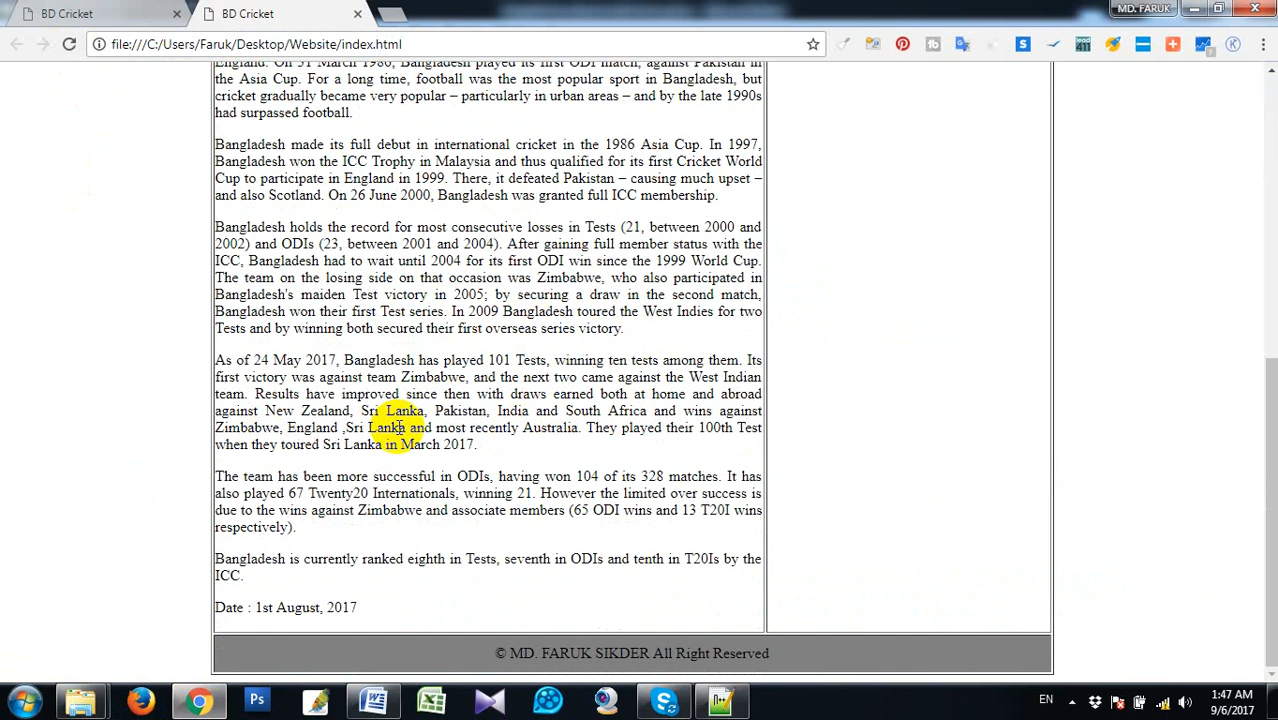 BD Cricket
BD Cricket
MD. FARUK
file:///C:/Users/Faruk/Desktop/Website/index.html
England. On 31 March 1986, Bangladesh played its first ODI match, against Pakistan in
the Asia Cup. For a long time, football was the most popular sport in Bangladesh, but
cricket gradually became very popular – particularly in urban areas – and by the late 1990s
had surpassed football.
Bangladesh made its full debut in international cricket in the 1986 Asia Cup. In 1997,
Bangladesh won the ICC Trophy in Malaysia and thus qualified for its first Cricket World
Cup to participate in England in 1999. There, it defeated Pakistan – causing much upset –
and also Scotland. On 26 June 2000, Bangladesh was granted full ICC membership.
Bangladesh holds the record for most consecutive losses in Tests (21, between 2000 and
2002) and ODIs (23, between 2001 and 2004). After gaining full member status with the
ICC, Bangladesh had to wait until 2004 for its first ODI win since the 1999 World Cup.
The team on the losing side on that occasion was Zimbabwe, who also participated in
Bangladesh's maiden Test victory in 2005; by securing a draw in the second match,
Bangladesh won their first Test series. In 2009 Bangladesh toured the West Indies for two
Tests and by winning both secured their first overseas series victory.
As of 24 May 2017, Bangladesh has played 101 Tests, winning ten tests among them. Its
first victory was against team Zimbabwe, and the next two came against the West Indian
team. Results have improved since then with draws earned both at home and abroad
against New Zealand, Sri Lanka, Pakistan, India and South Africa and wins against
Zimbabwe, England ,Sri Lanka and most recently Australia. They played their 100th Test
when they toured Sri Lanka in March 2017.
The team has been more successful in ODIs, having won 104 of its 328 matches. It has
also played 67 Twenty20 Internationals, winning 21. However the limited over success is
due to the wins against Zimbabwe and associate members (65 ODI wins and 13 T20I wins
respectively).
Bangladesh is currently ranked eighth in Tests, seventh in ODIs and tenth in T20Is by the
ICC.
Date : 1st August, 2017
© MD. FARUK SIKDER All Right Reserved
EN
1:47 AM
9/6/2017